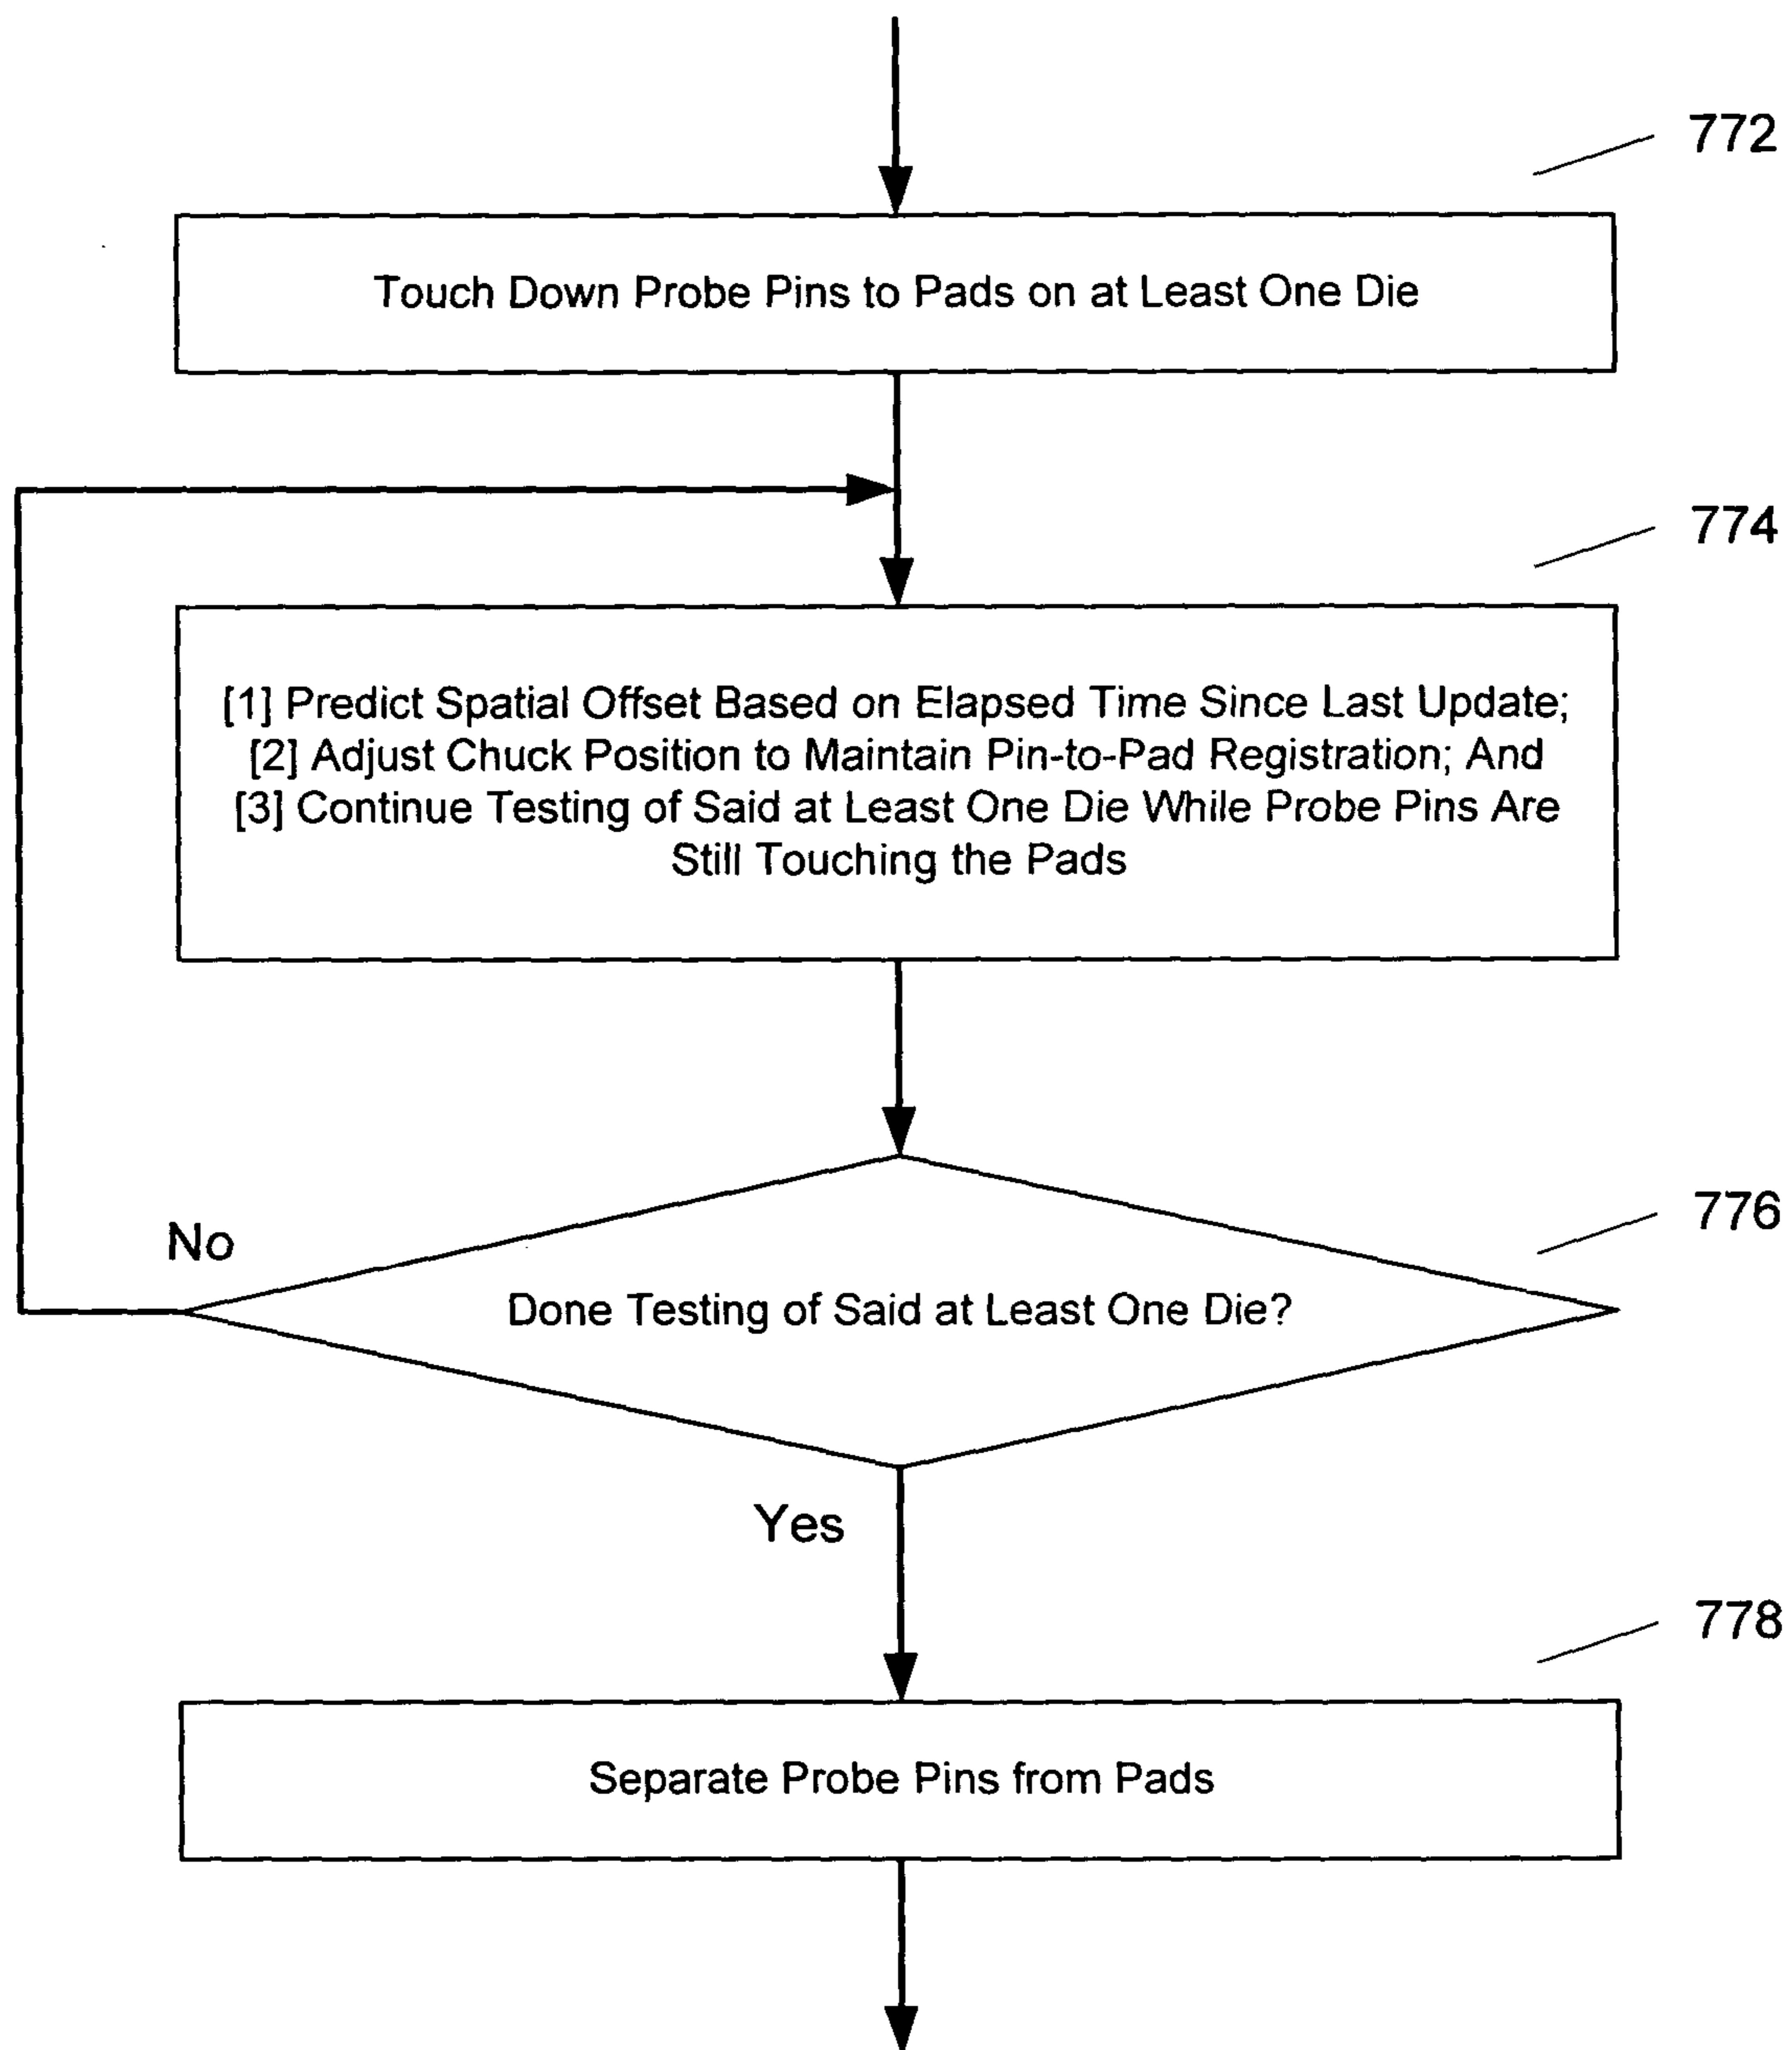 772
Touch Down Probe Pins to Pads on at Least One Die
774
[1] Predict Spatial Offset Based on Elapsed Time Since Last Update;
[2] Adjust Chuck Position to Maintain Pin-to-Pad Registration; And
[3] Continue Testing of Said at Least One Die While Probe Pins Are
Still Touching the Pads
776
No
Done Testing of Said at Least One Die?
Yes
778
Separate Probe Pins from Pads